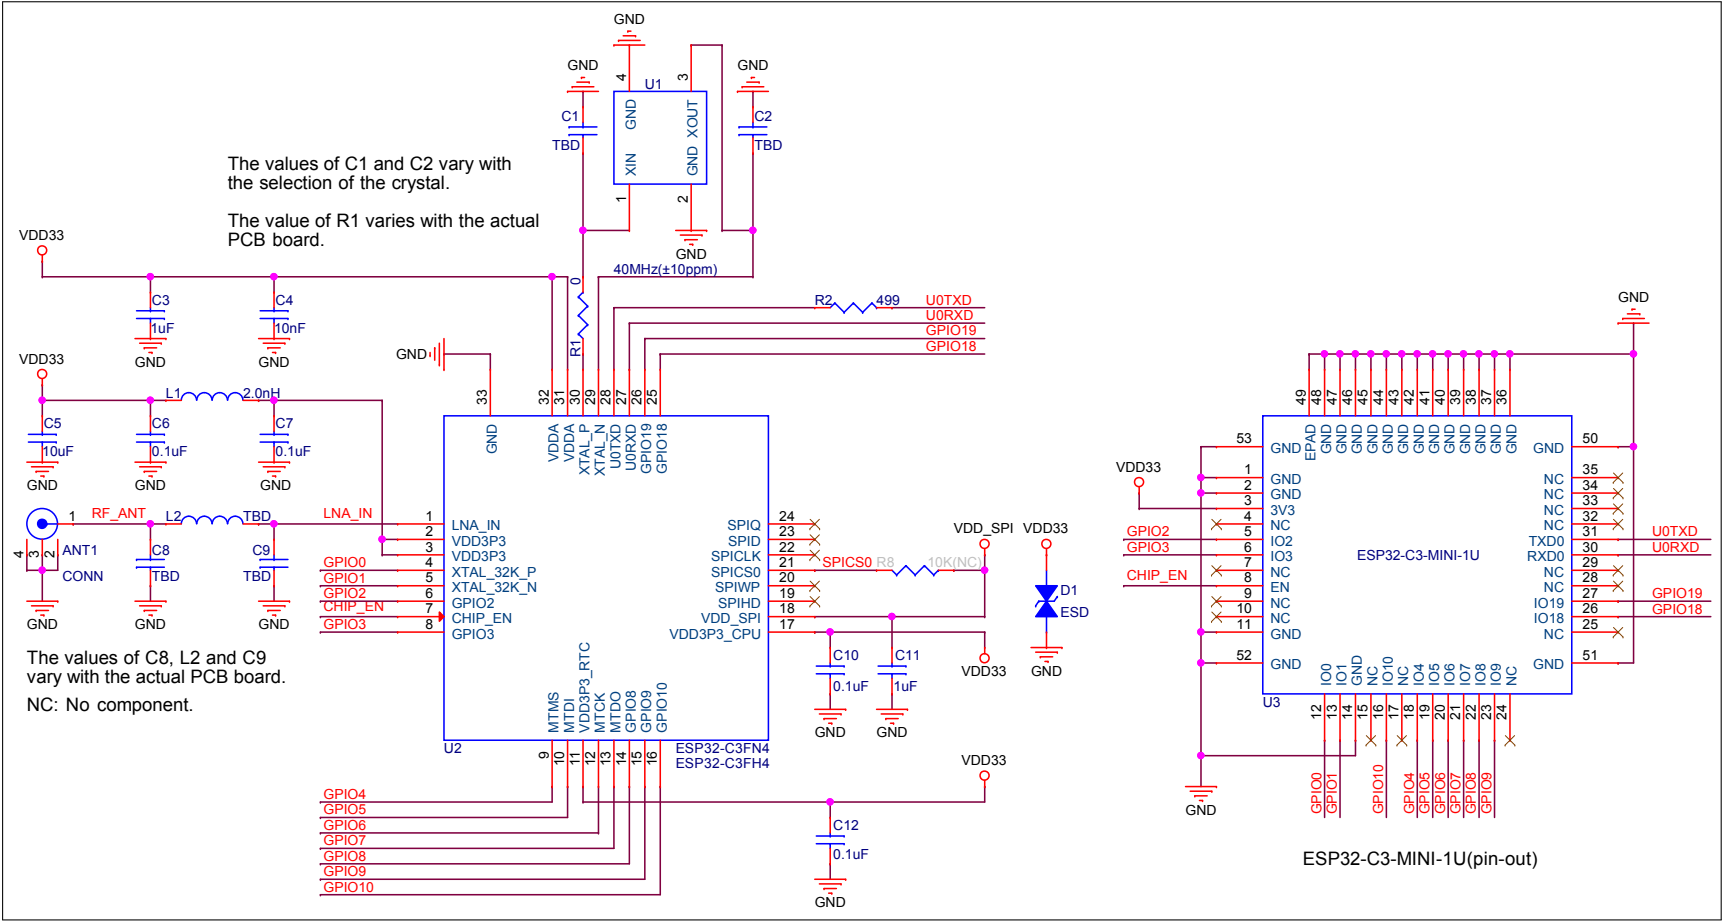 GND
GND
GND
4
3
U1
C1
TBD
GND
XOUT
XIN
GND
C2
TBD
1
2
GND
The values of C1 and C2 vary with
the selection of the crystal.
The value of R1 varies with the actual
PCB board.
40MHz(±10ppm)
VDD33
C3
1uF
GND
C4
10nF
GND
0
R1
R2
499
U0TXD
U0RXD
GPIO19
GPIO18
GND
VDD33
C5
10uF
GND
C6
0.1uF
GND
L1
2.0nH
C7
0.1uF
GND
1
RF_ANT
L2
TBD
LNA_IN
4
3
2
ANT1
CONN
GND
C8
TBD
GND
C9
TBD
GND
The values of C8, L2 and C9
vary with the actual PCB board.
NC: No component.
33
32
31
30
29
28
27
26
25
GND
VDDA
VDDA
XTAL_P
XTAL_N
U0TXD
U0RXD
GPIO19
GPIO18
1
LNA_IN
2
VDD3P3
3
VDD3P3
GPIO0
4
XTAL_32K_P
GPIO1
5
XTAL_32K_N
GPIO2
6
GPIO2
CHIP_EN
7
CHIP_EN
GPIO3
8
GPIO3
SPIQ
24
SPID
23
SPICLK
22
SPICS0
21
SPICS0
R8
10K(NC)
SPIWP
20
SPIHD
19
VDD_SPI
18
VDD3P3_CPU
17
VDD_SPI
VDD33
D1
ESD
GND
C10
0.1uF
GND
C11
1uF
GND
VDD33
MTMS
MTDI
VDD3P3_RTC
MTCK
MTDO
GPIO8
GPIO9
GPIO10
U2
ESP32-C3FN4
ESP32-C3FH4
9
10
11
12
13
14
15
16
VDD33
C12
0.1uF
GND
GPIO4
GPIO5
GPIO6
GPIO7
GPIO8
GPIO9
GPIO10
GND
49
48
47
46
45
44
43
42
41
40
39
38
37
36
EPAD
GND
GND
GND
GND
GND
GND
GND
GND
GND
GND
GND
GND
GND
VDD33
53
GND
1
GND
2
GND
3
3V3
4
NC
GPIO2
5
IO2
GPIO3
6
IO3
7
NC
CHIP_EN
8
EN
9
NC
10
NC
11
GND
52
GND
ESP32-C3-MINI-1U
GND
50
NC
35
NC
34
NC
33
NC
32
TXD0
31
U0TXD
RXD0
30
U0RXD
NC
29
NC
28
IO19
27
GPIO19
IO18
26
GPIO18
NC
25
GND
51
IO0
IO1
GND
NC
IO10
NC
IO4
IO5
IO6
IO7
IO8
IO9
NC
U3
12
13
14
15
16
17
18
19
20
21
22
23
24
GPIO0
GPIO1
GPIO10
GPIO4
GPIO5
GPIO6
GPIO7
GPIO8
GPIO9
GND
ESP32-C3-MINI-1U(pin-out)